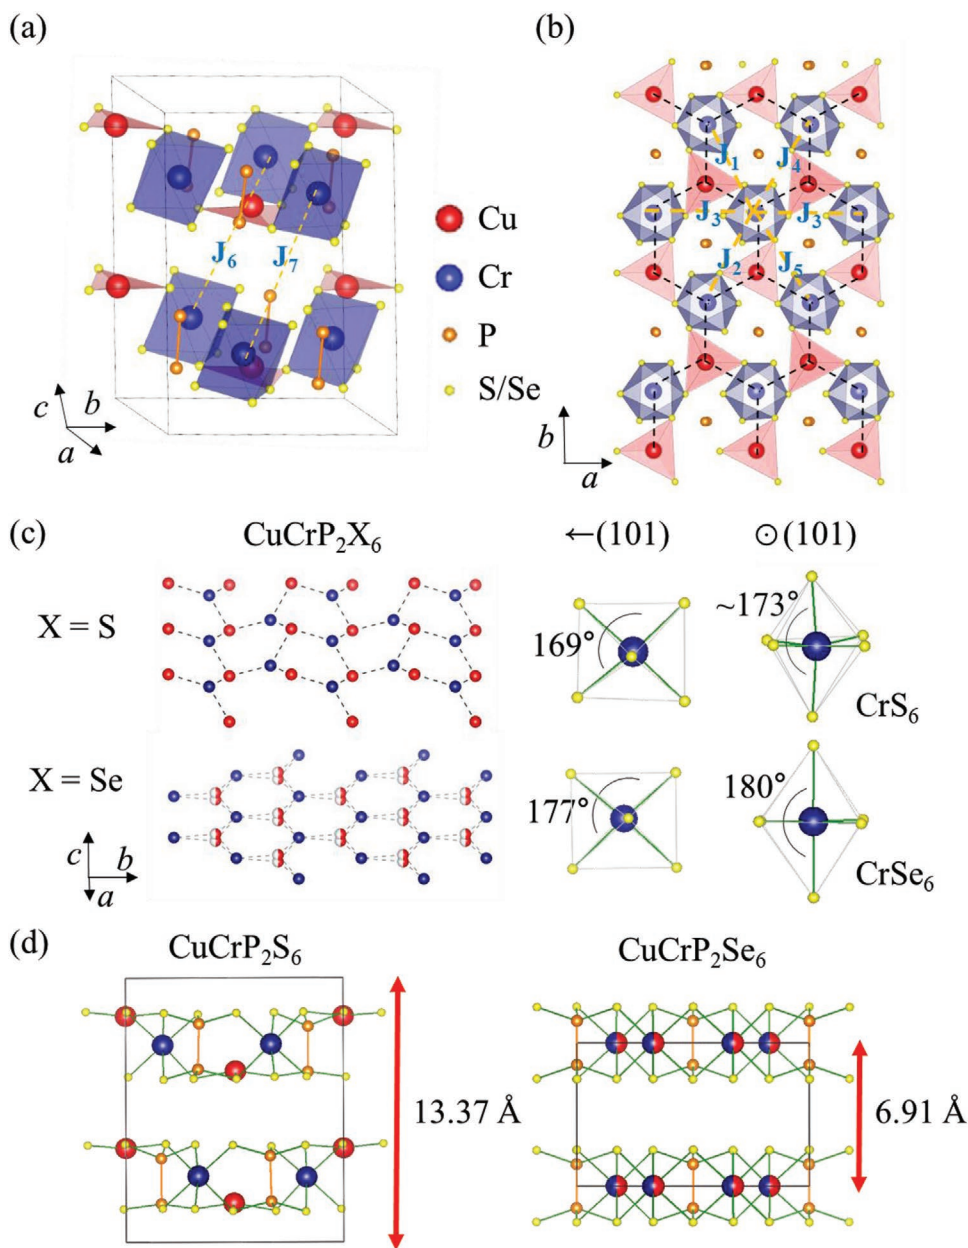 (a)
(b)
J₆
J₇
Cu
Cr
P
S/Se
c
b
a
J₁
J₄
J₃
J₃
J₂
J₅
b
a
(c)
CuCrP₂X₆
←(101)
⊙(101)
X = S
169°
~173°
CrS₆
X = Se
177°
180°
CrSe₆
c
b
a
(d)
CuCrP₂S₆
CuCrP₂Se₆
13.37 Å
6.91 Å